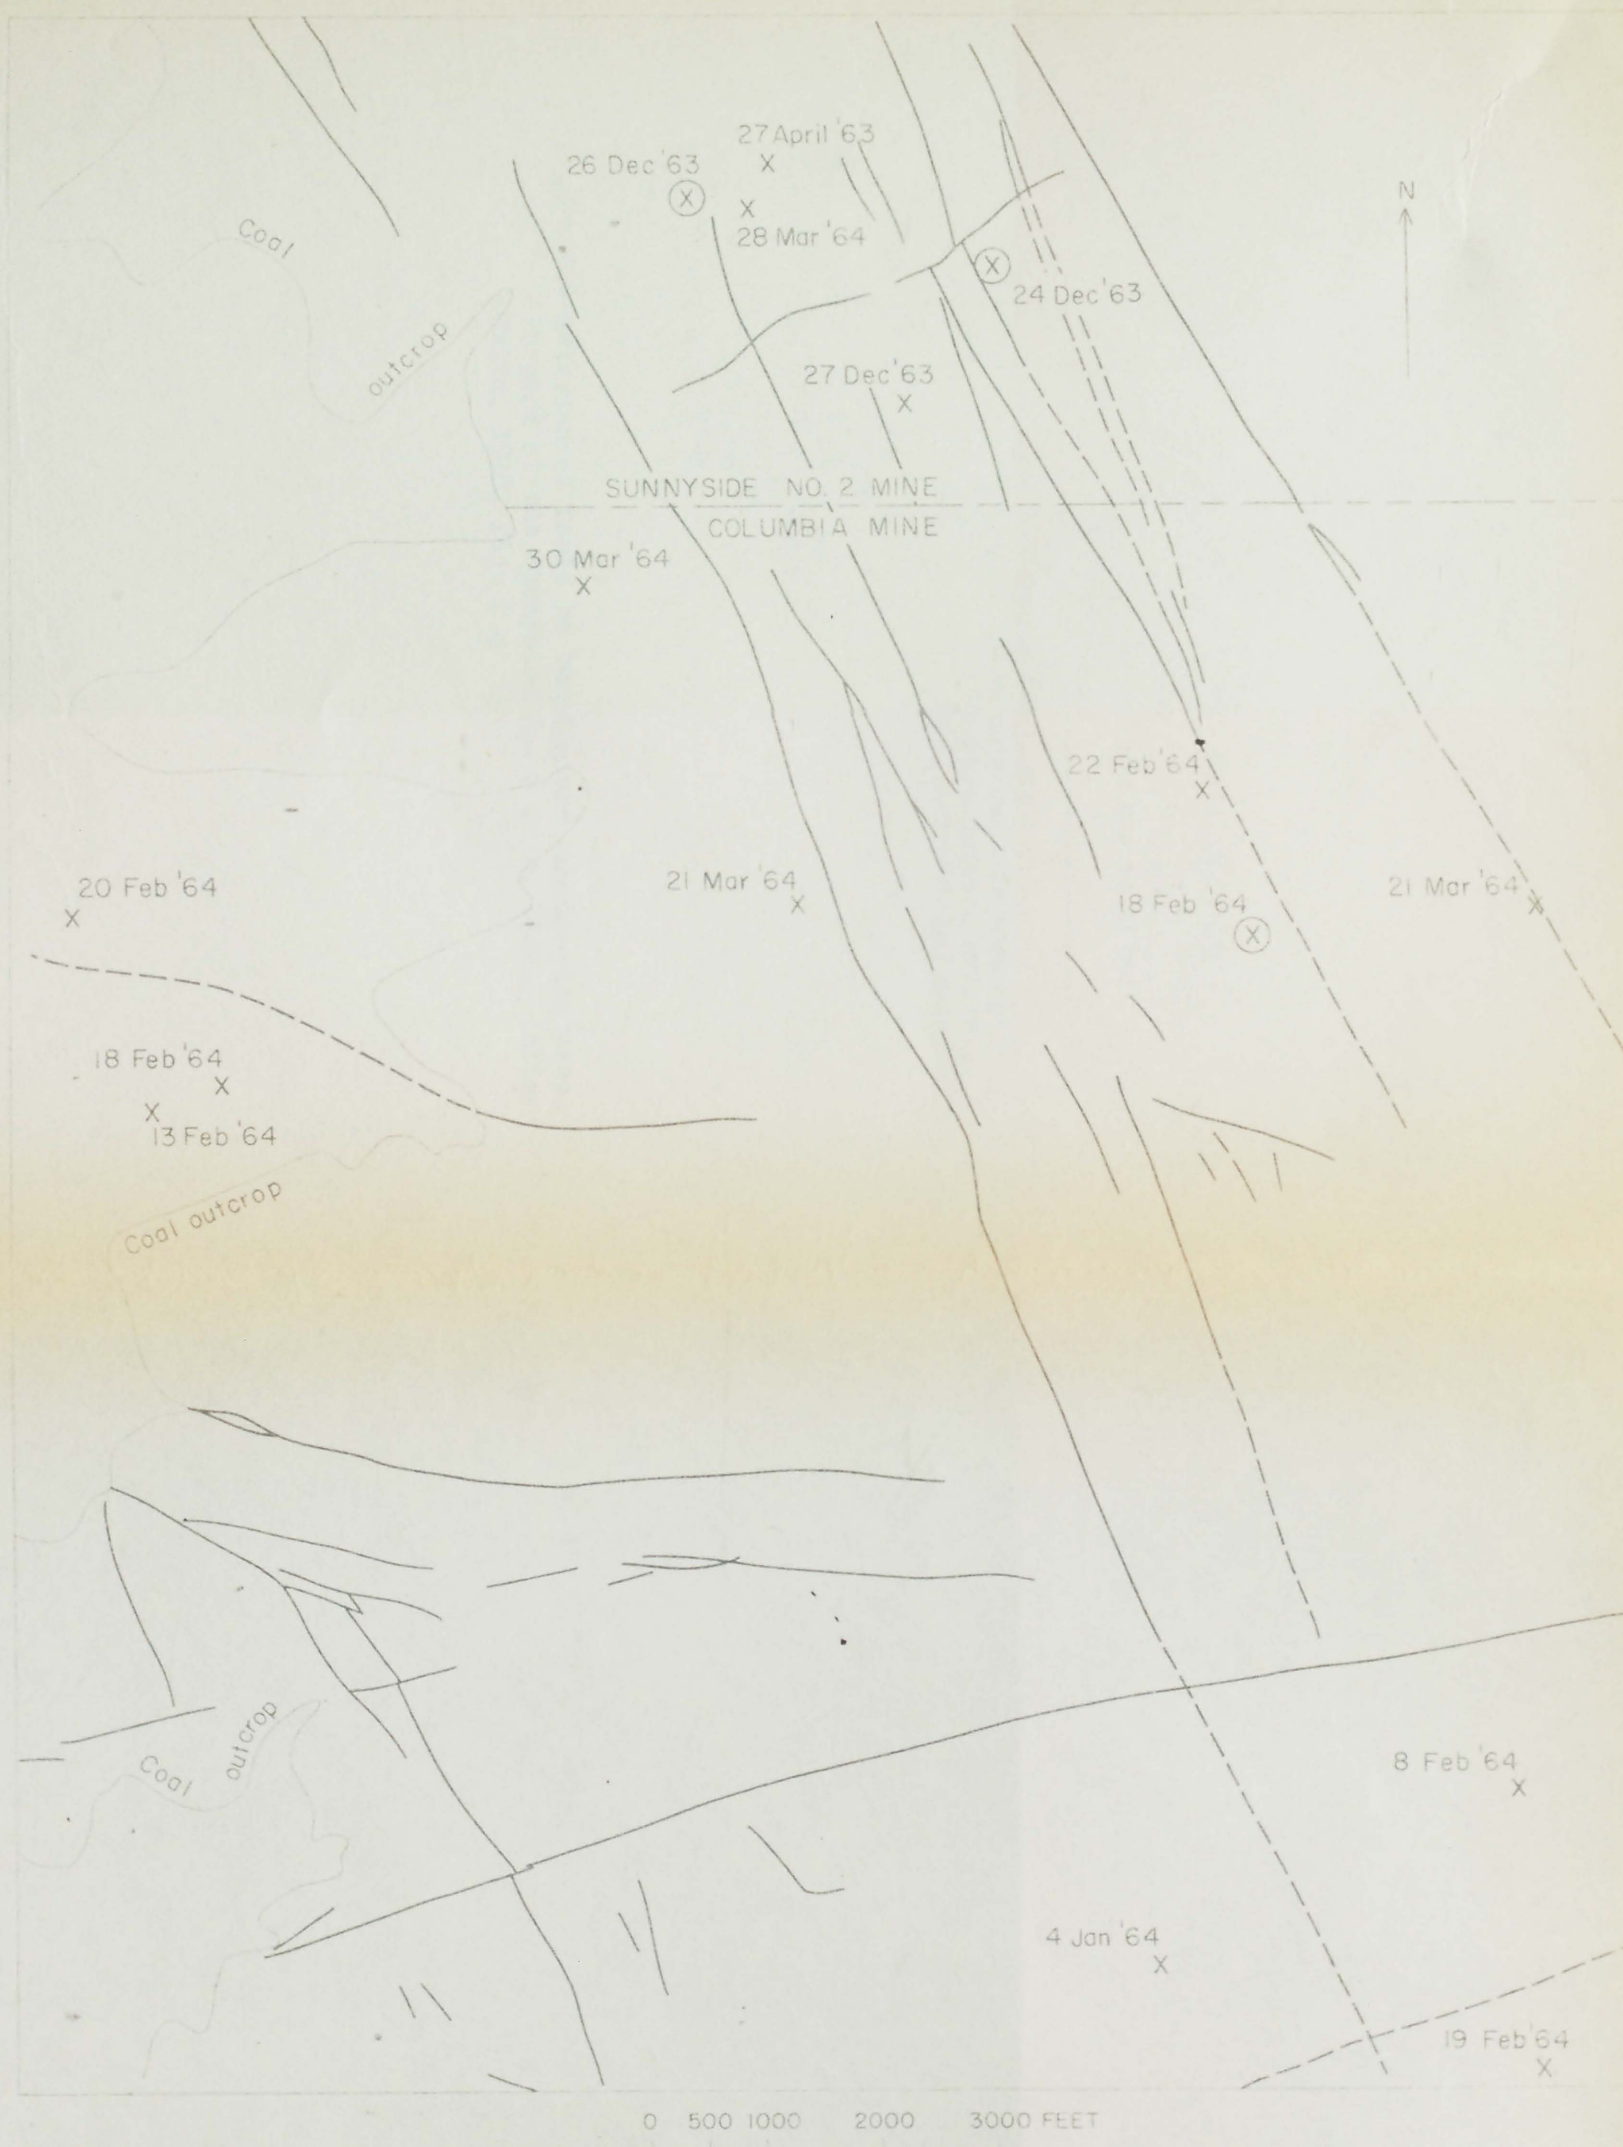 27 April '63
X
26 Dec '63
X
X
28 Mar '64
N
Coal
X
24 Dec '63
outcrop
27 Dec '63
X
SUNNYSIDE NO. 2 MINE
COLUMBIA MINE
30 Mar '64
X
22 Feb '64
X
20 Feb '64
X
21 Mar '64
X
18 Feb '64
X
21 Mar '64
X
18 Feb '64
X
X
13 Feb '64
Coal outcrop
Coal
outcrop
8 Feb '64
X
4 Jan '64
X
19 Feb '64
X
0 500 1000 2000 3000 FEET